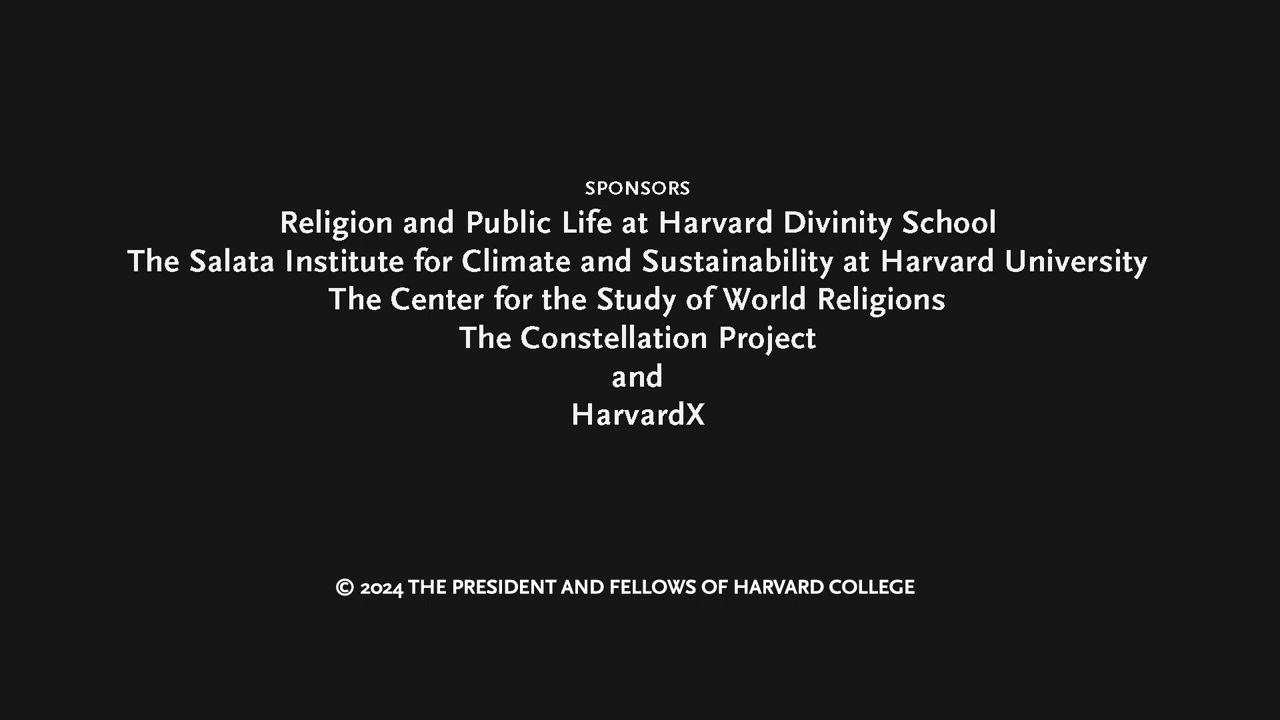 SPONSORS
Religion and Public Life at Harvard Divinity School
The Salata Institute for Climate and Sustainability at Harvard University
The Center for the Study of World Religions
The Constellation Project
and
HarvardX
© 2024 THE PRESIDENT AND FELLOWS OF HARVARD COLLEGE